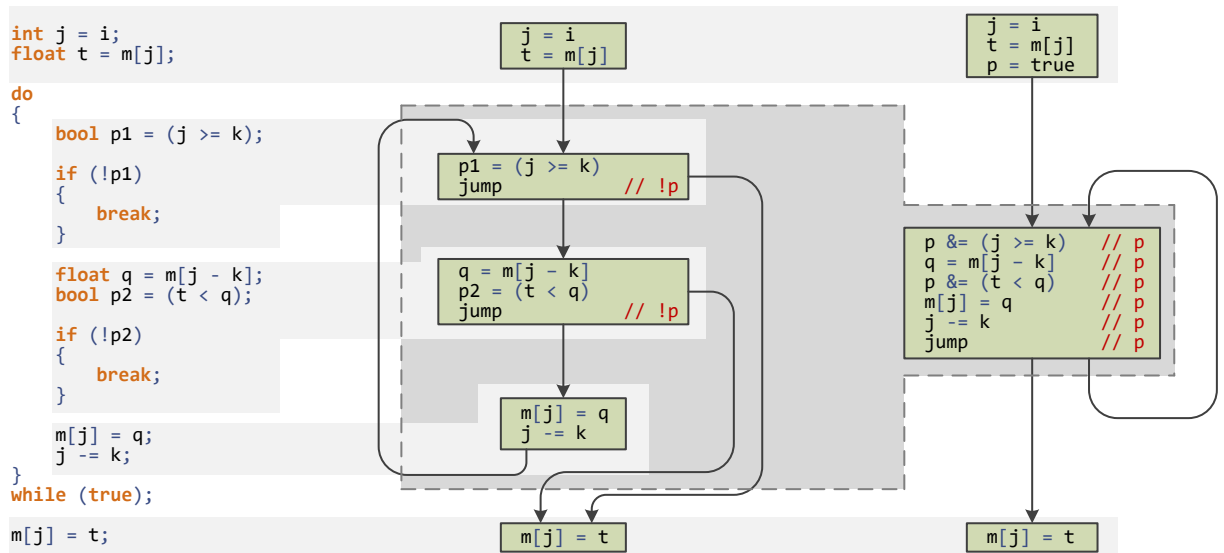 int j = i;
float t = m[j];
do
{
bool p1 = (j >= k);
if (!p1)
{
break;
}
float q = m[j - k];
bool p2 = (t < q);
if (!p2)
{
break;
}
m[j] = q;
j -= k;
}
while (true);
m[j] = t;
j = i
t = m[j]
p1 = (j >= k)
jump // !p
q = m[j – k]
p2 = (t < q)
jump // !p
m[j] = q
j -= k
m[j] = t
j = i
t = m[j]
p = true
p &= (j >= k) // p
q = m[j – k] // p
p &= (t < q) // p
m[j] = q // p
j -= k // p
jump // p
m[j] = t